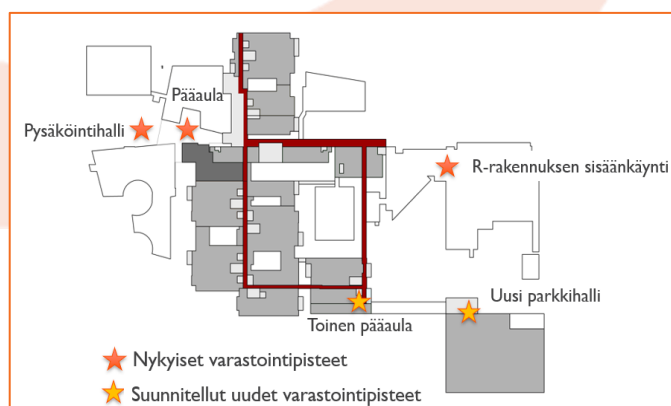 Pääaula
Pysäköintihalli
R-rakennuksen sisäänkäynti
Uusi parkkihalli
Toinen pääaula
Nykyiset varastointipisteet
Suunnitellut uudet varastointipisteet